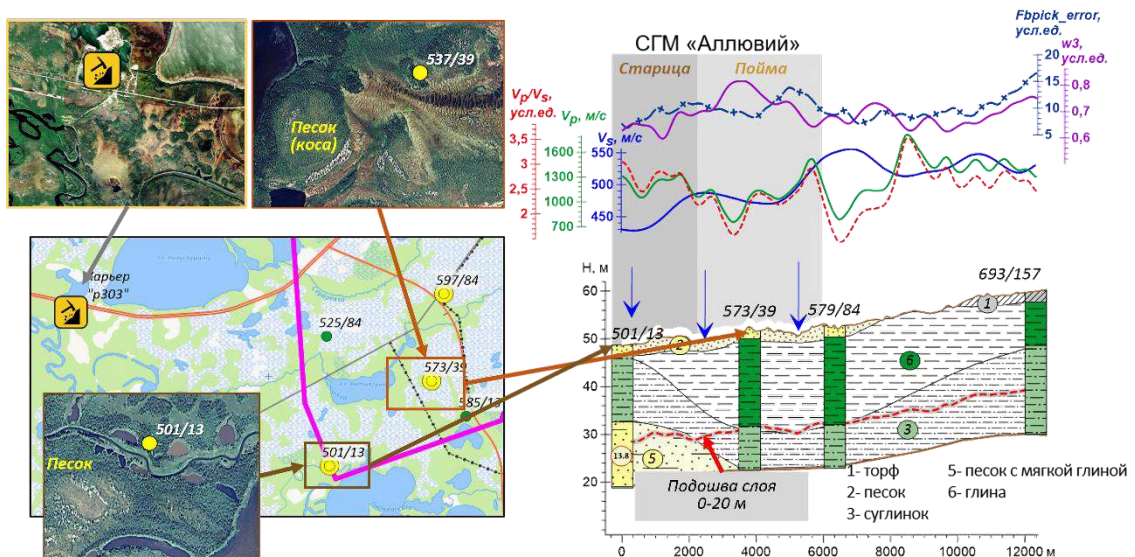 537/39
Песок
(коса)
СГМ «Аллювий»
Старица
Пойма
Fbpick_error,
усл.ед.
w3,
усл.ед.
20
15
10
5
0,8
0,7
0,6
Vp/Vs,
усл.ед.
3,5
3
2,5
2
Vp, м/с
1600
1300
1000
700
Vs, м/с
550
500
450
Карьер
"р303"
597/84
525/84
573/39
585/13
501/13
501/13
Песок
H, м
60
50
40
30
20
501/13
573/39
579/84
693/157
1
2
6
3
5
13.8
Подошва слоя
0-20 м
1- торф
2- песок
3- суглинок
5- песок с мягкой глиной
6- глина
0
2000
4000
6000
8000
10000
12000 м